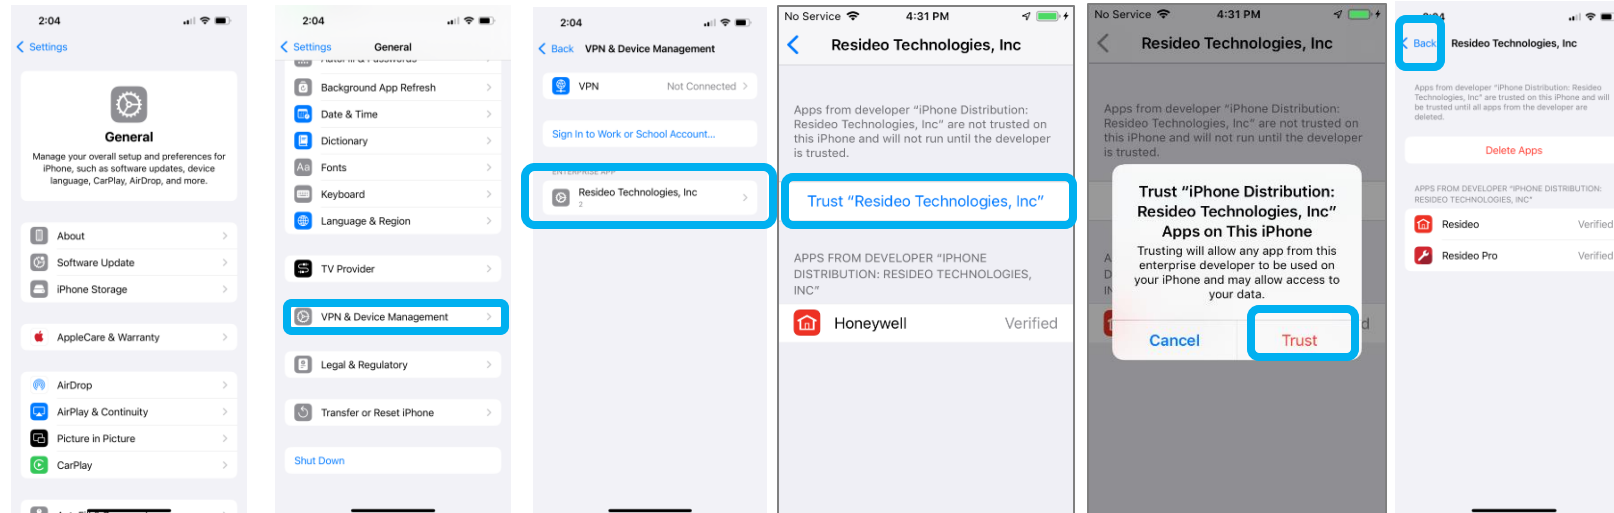 2:04
Settings
General
Manage your overall setup and preferences for
iPhone, such as software updates, device
language, CarPlay, AirDrop, and more.
About
Software Update
iPhone Storage
AppleCare & Warranty
AirDrop
AirPlay & Continuity
Picture in Picture
CarPlay
2:04
Settings
General
Background App Refresh
Date & Time
Dictionary
Aa
Fonts
Keyboard
Language & Region
TV Provider
VPN & Device Management
Legal & Regulatory
Transfer or Reset iPhone
Shut Down
2:04
Back
VPN & Device Management
VPN
Not Connected
Sign In to Work or School Account...
ENTERPRISE APP
Resideo Technologies, Inc
2
No Service
4:31 PM
Resideo Technologies, Inc
Apps from developer “iPhone Distribution:
Resideo Technologies, Inc” are not trusted on
this iPhone and will not run until the developer
is trusted.
Trust “Resideo Technologies, Inc”
APPS FROM DEVELOPER “IPHONE
DISTRIBUTION: RESIDEO TECHNOLOGIES,
INC”
Honeywell
Verified
No Service
4:31 PM
Resideo Technologies, Inc
Apps from developer “iPhone Distribution:
Resideo Technologies, Inc” are not trusted on
this iPhone and will not run until the developer
is trusted.
Trust “iPhone Distribution:
Resideo Technologies, Inc”
Apps on This iPhone
Trusting will allow any app from this
enterprise developer to be used on
your iPhone and may allow access to
your data.
Cancel
Trust
2:04
Back
Resideo Technologies, Inc
Apps from developer “iPhone Distribution: Resideo
Technologies, Inc” are trusted on this iPhone and will
be trusted until all apps from the developer are
deleted.
Delete Apps
APPS FROM DEVELOPER “IPHONE DISTRIBUTION:
RESIDEO TECHNOLOGIES, INC”
Resideo
Verified
Resideo Pro
Verified